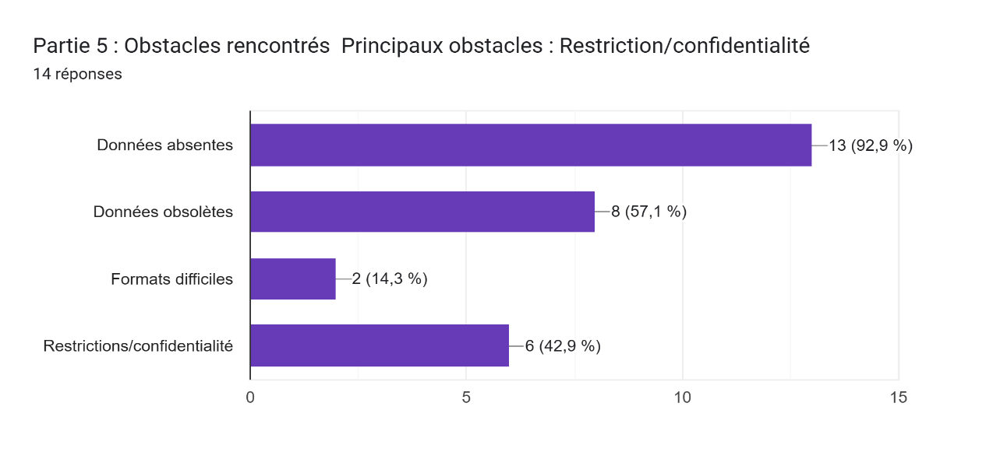 Partie 5 : Obstacles rencontrés  Principaux obstacles : Restriction/confidentialité
14 réponses
Données absentes
13 (92,9 %)
Données obsolètes
8 (57,1 %)
Formats difficiles
2 (14,3 %)
Restrictions/confidentialité
6 (42,9 %)
0 5 10 15